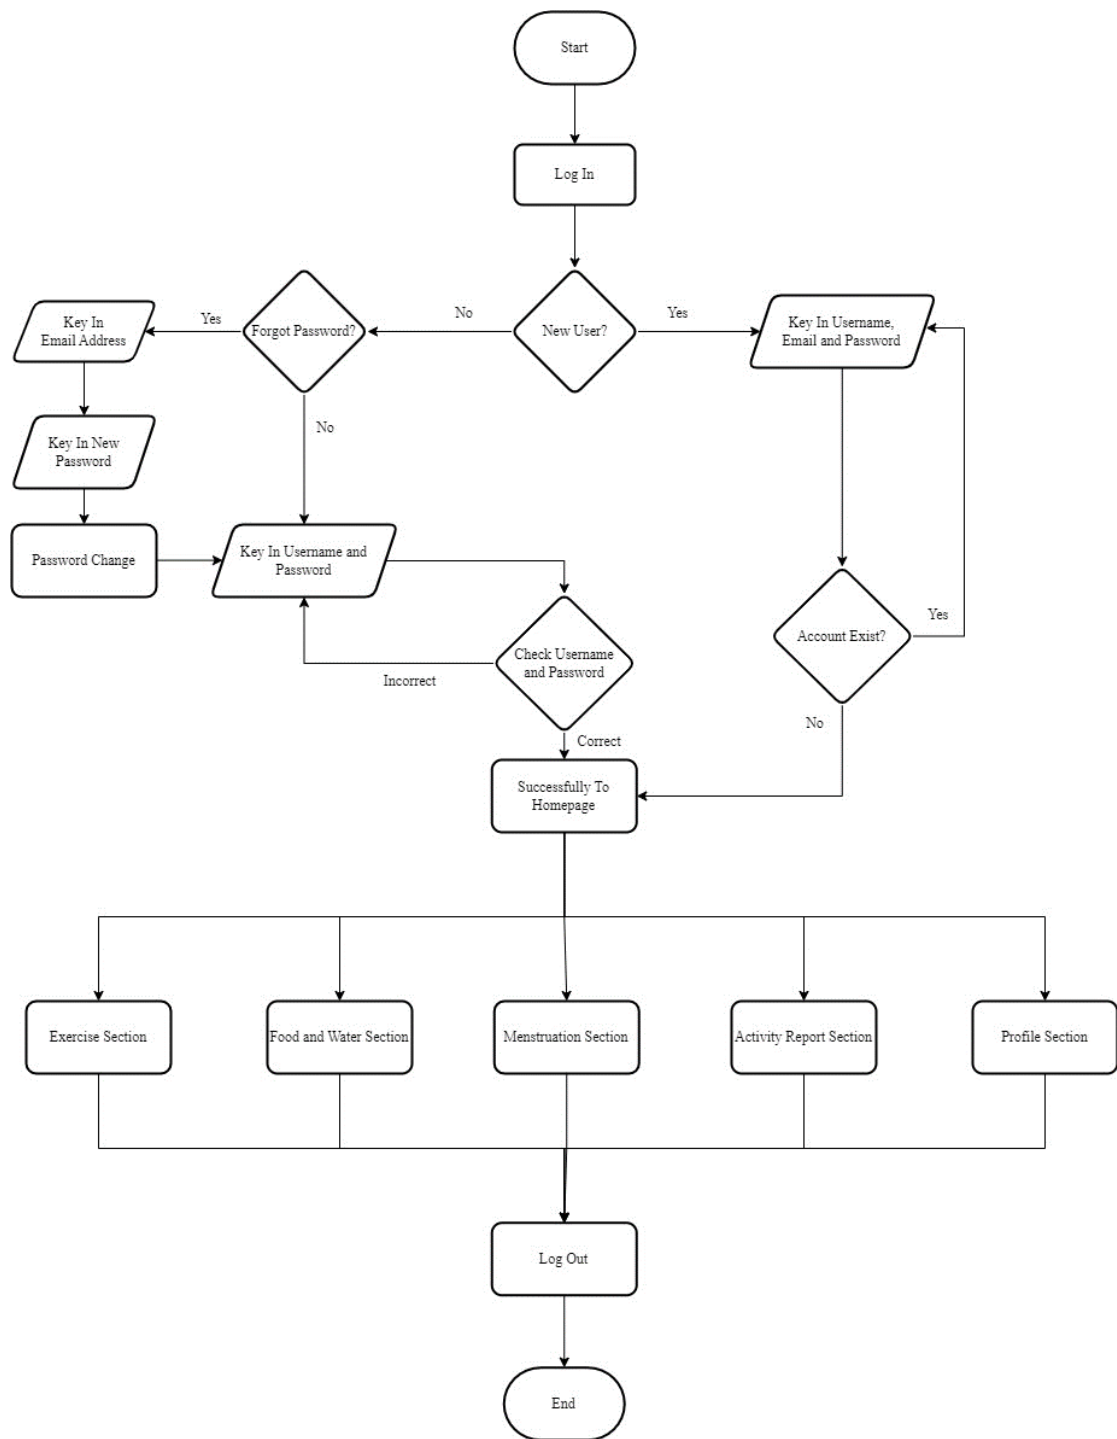 Start
Log In
New User?
No
Yes
Forgot Password?
Yes
No
Key In
Email Address
Key In New
Password
Password Change
Key In Username and
Password
Key In Username,
Email and Password
Account Exist?
Yes
No
Check Username
and Password
Incorrect
Correct
Successfully To
Homepage
Exercise Section
Food and Water Section
Menstruation Section
Activity Report Section
Profile Section
Log Out
End